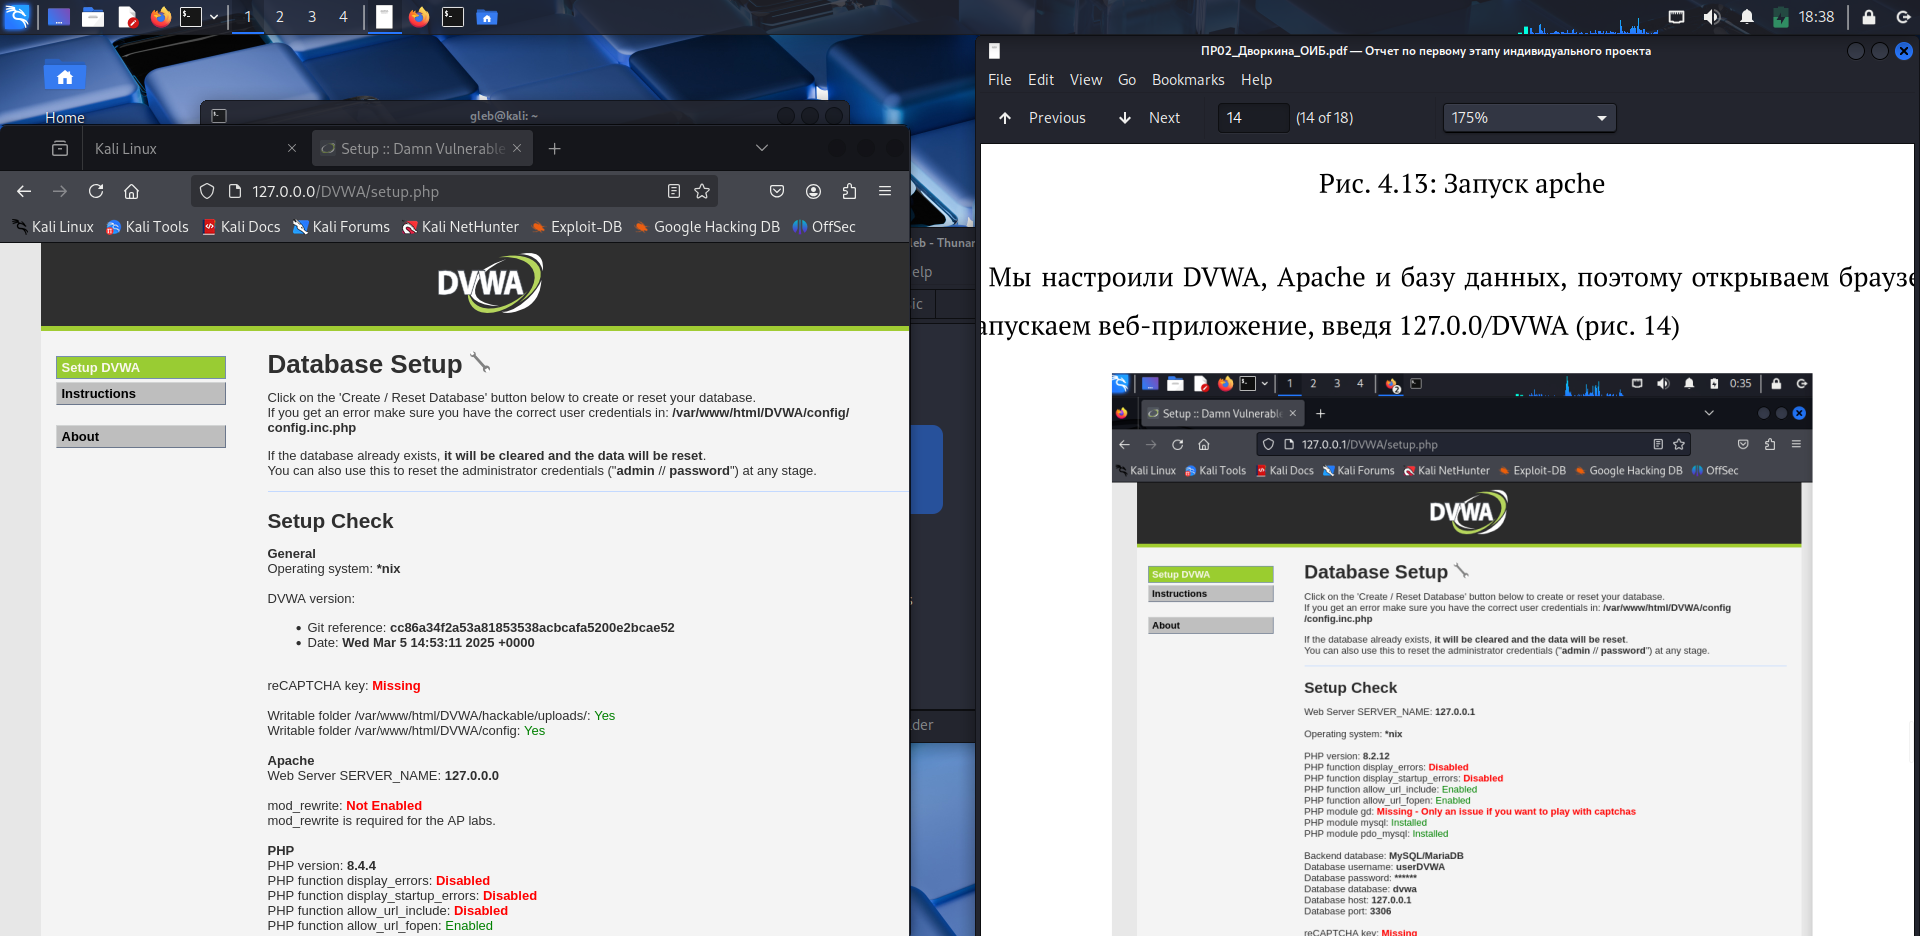 1 2 3 4
18:38
Home
gleb@kali: ~
Kali Linux
Setup :: Damn Vulnerable
127.0.0.0/DVWA/setup.php
Kali Linux Kali Tools Kali Docs Kali Forums Kali NetHunter Exploit-DB Google Hacking DB OffSec
DVWA
Setup DVWA
Instructions
About
Database Setup
Click on the 'Create / Reset Database' button below to create or reset your database.
If you get an error make sure you have the correct user credentials in: /var/www/html/DVWA/config/
config.inc.php
If the database already exists, it will be cleared and the data will be reset.
You can also use this to reset the administrator credentials ("admin // password") at any stage.
Setup Check
General
Operating system: *nix
DVWA version:
• Git reference: cc86a34f2a53a81853538acbcafa5200e2bcae52
• Date: Wed Mar 5 14:53:11 2025 +0000
reCAPTCHA key: Missing
Writable folder /var/www/html/DVWA/hackable/uploads/: Yes
Writable folder /var/www/html/DVWA/config: Yes
Apache
Web Server SERVER_NAME: 127.0.0.0
mod_rewrite: Not Enabled
mod_rewrite is required for the AP labs.
PHP
PHP version: 8.4.4
PHP function display_errors: Disabled
PHP function display_startup_errors: Disabled
PHP function allow_url_include: Disabled
PHP function allow_url_fopen: Enabled
leb - Thunar
elp
ic
lder
ПР02_Дворкина_ОИБ.pdf — Отчет по первому этапу индивидуального проекта
File Edit View Go Bookmarks Help
Previous Next 14 (14 of 18) 175%
Рис. 4.13: Запуск apche
Мы настроили DVWA, Apache и базу данных, поэтому открываем браузе
апускаем веб-приложение, введя 127.0.0/DVWA (рис. 14)
1 2 3 4
0:35
Setup :: Damn Vulnerable
127.0.0.1/DVWA/setup.php
Kali Linux Kali Tools Kali Docs Kali Forums Kali NetHunter Exploit-DB Google Hacking DB OffSec
DVWA
Setup DVWA
Instructions
About
Database Setup
Click on the 'Create / Reset Database' button below to create or reset your database.
If you get an error make sure you have the correct user credentials in: /var/www/html/DVWA/config
/config.inc.php
If the database already exists, it will be cleared and the data will be reset.
You can also use this to reset the administrator credentials ("admin // password") at any stage.
Setup Check
Web Server SERVER_NAME: 127.0.0.1
Operating system: *nix
PHP version: 8.2.12
PHP function display_errors: Disabled
PHP function display_startup_errors: Disabled
PHP function allow_url_include: Enabled
PHP function allow_url_fopen: Enabled
PHP module gd: Missing - Only an issue if you want to play with captchas
PHP module mysql: Installed
PHP module pdo_mysql: Installed
Backend database: MySQL/MariaDB
Database username: userDVWA
Database password: ******
Database database: dvwa
Database host: 127.0.0.1
Database port: 3306
reCAPTCHA key: Missing